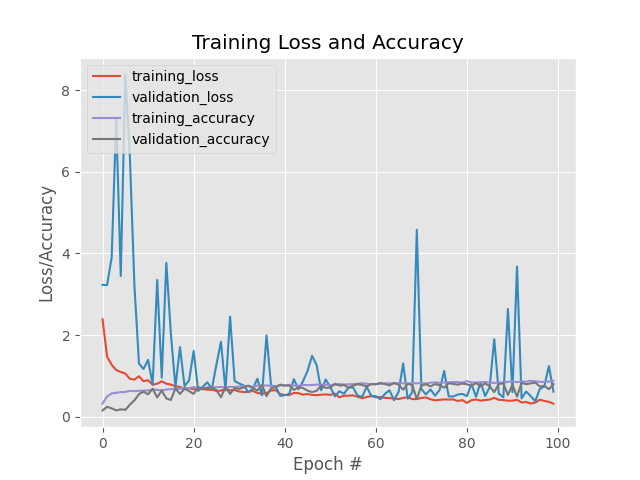 Training Loss and Accuracy
training_loss
validation_loss
training_accuracy
validation_accuracy
Loss/Accuracy
8
6
4
2
0
0 20 40 60 80 100
Epoch #